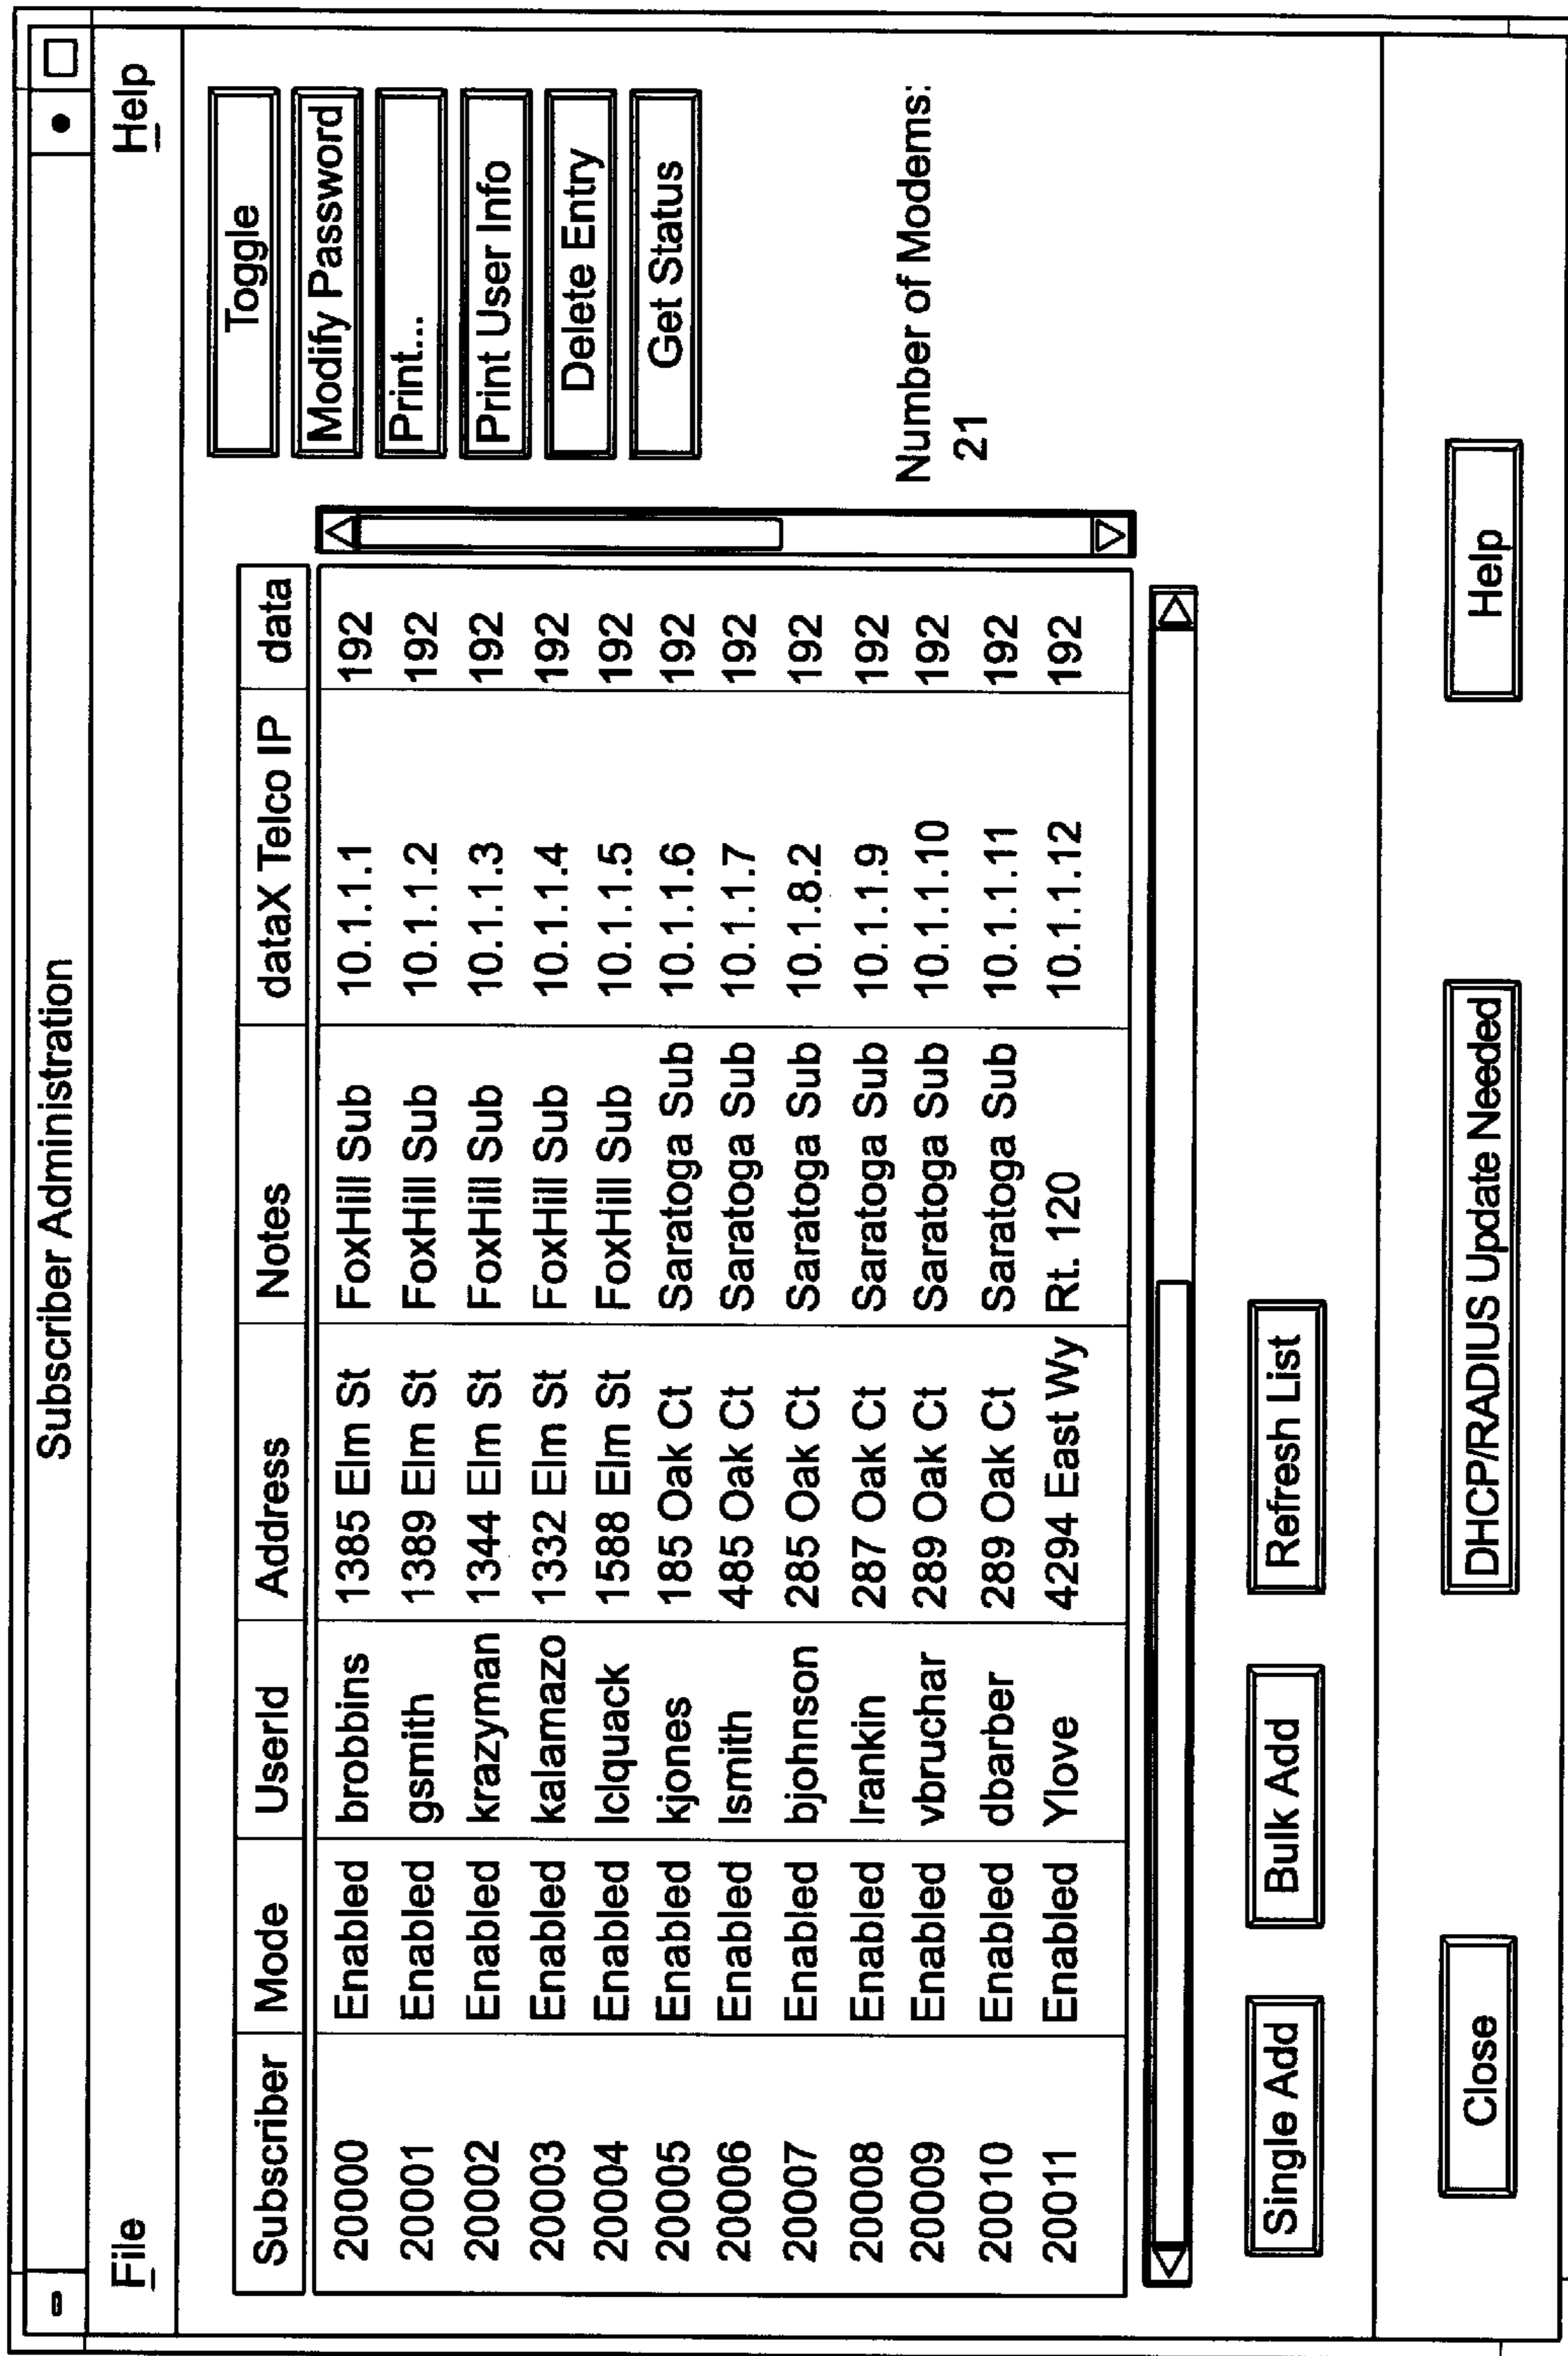 Subscriber Administration
File Help
Subscriber Mode UserId Address Notes dataX Telco IP data
20000 Enabled brobbins 1385 Elm St FoxHill Sub 10.1.1.1 192
20001 Enabled gsmith 1389 Elm St FoxHill Sub 10.1.1.2 192
20002 Enabled krazyman 1344 Elm St FoxHill Sub 10.1.1.3 192
20003 Enabled kalamazo 1332 Elm St FoxHill Sub 10.1.1.4 192
20004 Enabled lclquack 1588 Elm St FoxHill Sub 10.1.1.5 192
20005 Enabled kjones 185 Oak Ct Saratoga Sub 10.1.1.6 192
20006 Enabled lsmith 485 Oak Ct Saratoga Sub 10.1.1.7 192
20007 Enabled bjohnson 285 Oak Ct Saratoga Sub 10.1.8.2 192
20008 Enabled lrankin 287 Oak Ct Saratoga Sub 10.1.1.9 192
20009 Enabled vbruchar 289 Oak Ct Saratoga Sub 10.1.1.10 192
20010 Enabled dbarber 289 Oak Ct Saratoga Sub 10.1.1.11 192
20011 Enabled Ylove 4294 East Wy Rt. 120 10.1.1.12 192
Toggle
Modify Password
Print...
Print User Info
Delete Entry
Get Status
Number of Modems:
21
Single Add Bulk Add Refresh List
Close DHCP/RADIUS Update Needed Help